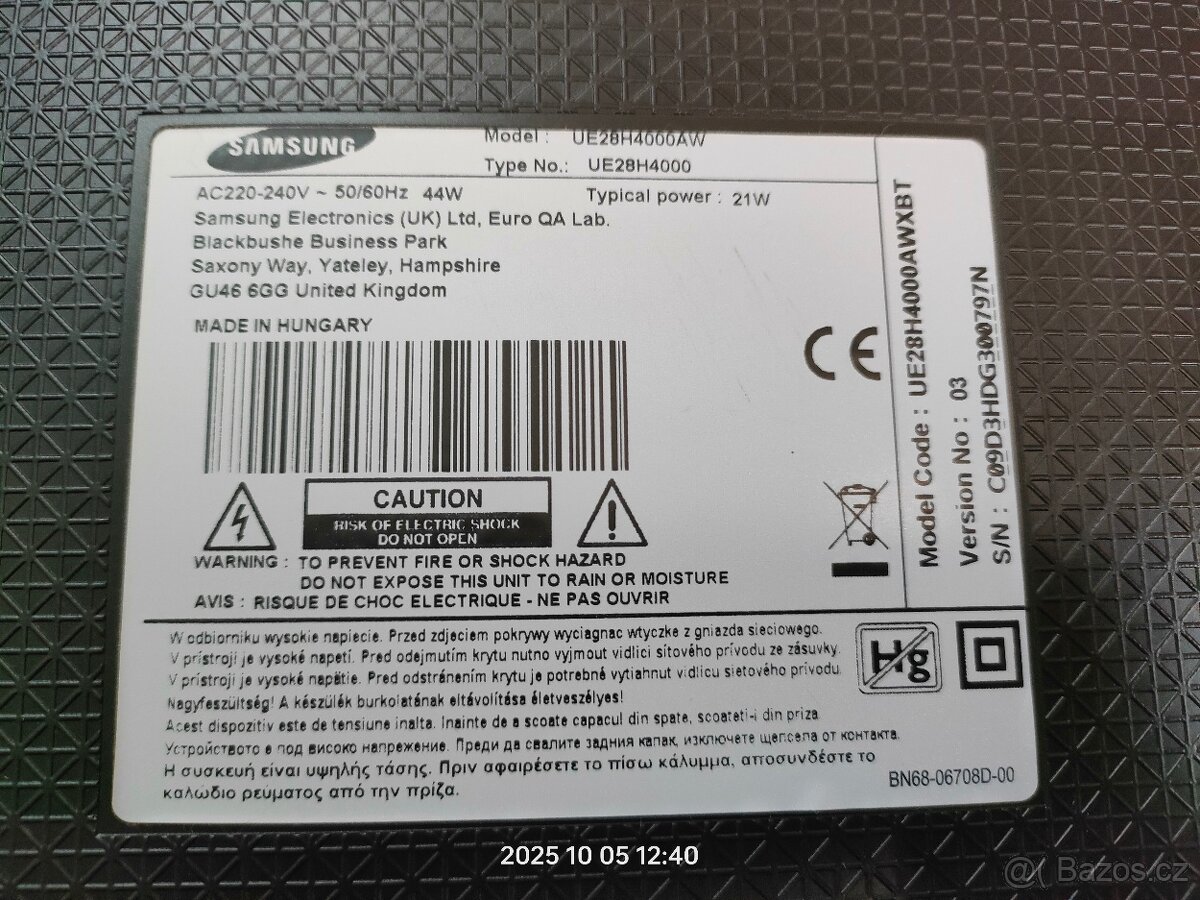 SAMSUNG
Model : UE28H4000AW
Type No.: UE28H4000
AC220-240V ~ 50/60Hz 44W
Typical power : 21W
Samsung Electronics (UK) Ltd, Euro QA Lab.
Blackbushe Business Park
Saxony Way, Yateley, Hampshire
GU46 6GG United Kingdom
MADE IN HUNGARY
CE
CAUTION
RISK OF ELECTRIC SHOCK
DO NOT OPEN
WARNING : TO PREVENT FIRE OR SHOCK HAZARD
DO NOT EXPOSE THIS UNIT TO RAIN OR MOISTURE
AVIS : RISQUE DE CHOC ELECTRIQUE - NE PAS OUVRIR
Model Code : UE28H4000AWXBT
Version No : 03
S/N : C09D3HDG300797N
W odbiorniku wysokie napiecie. Przed zdjeciem pokrywy wyciagnac wtyczke z gniazda sieciowego.
V prístroji je vysoké napetí. Pred odejmutím krytu nutno vyjmout vidlici sítového prívodu ze zásuvky.
V prístroji je vysoké napätie. Pred odstránením krytu je potrebné vytiahnut vidlicu sietového prívodu.
Nagyfeszültség! A készülék burkolatának eltávolítása életveszélyes!
Acest dispozitiv este de tensiune inalta. Inainte de a scoate capacul din spate, scoateti-i din priza
Устройството е под високо напрежение. Преди да свалите задния капак, изключете щепсела от контакта.
Η συσκευή είναι υψηλής τάσης. Πριν αφαιρέσετε το πίσω κάλυμμα, αποσυνδέστε το
καλώδιο ρεύματος από την πρίζα.
Hg
BN68-06708D-00
2025 10 05 12:40
@ Bazos.cz